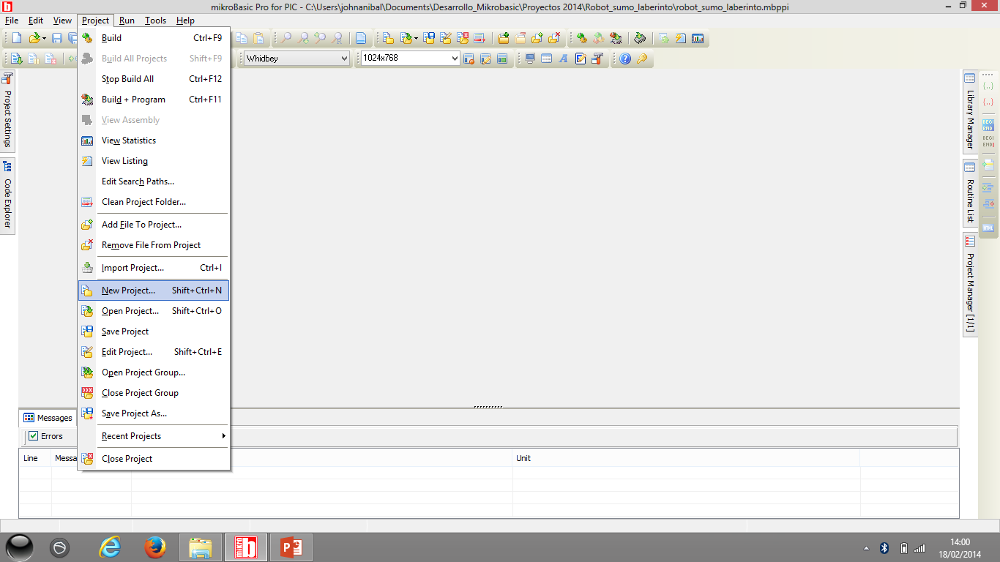 mikroBasic Pro for PIC - C:\Users\johnanibal\Documents\Desarrollo_Mikrobasic\Proyectos 2014\Robot_sumo_laberinto\robot_sumo_laberinto.mbppi
File Edit View Project Run Tools Help
Whidbey
1024x768
Build Ctrl+F9
Build All Projects Shift+F9
Stop Build All Ctrl+F12
Build + Program Ctrl+F11
View Assembly
View Statistics
View Listing
Edit Search Paths...
Clean Project Folder...
Add File To Project...
Remove File From Project
Import Project... Ctrl+I
New Project... Shift+Ctrl+N
Open Project... Shift+Ctrl+O
Save Project
Edit Project... Shift+Ctrl+E
Open Project Group...
Close Project Group
Save Project As...
Recent Projects
Close Project
Project Settings
Code Explorer
Library Manager
Routine List
Project Manager [1/1]
{..}
{..}
BEGI
END
BEGI
END
HTML
Messages
Errors
Line Messa Unit
14:00
18/02/2014